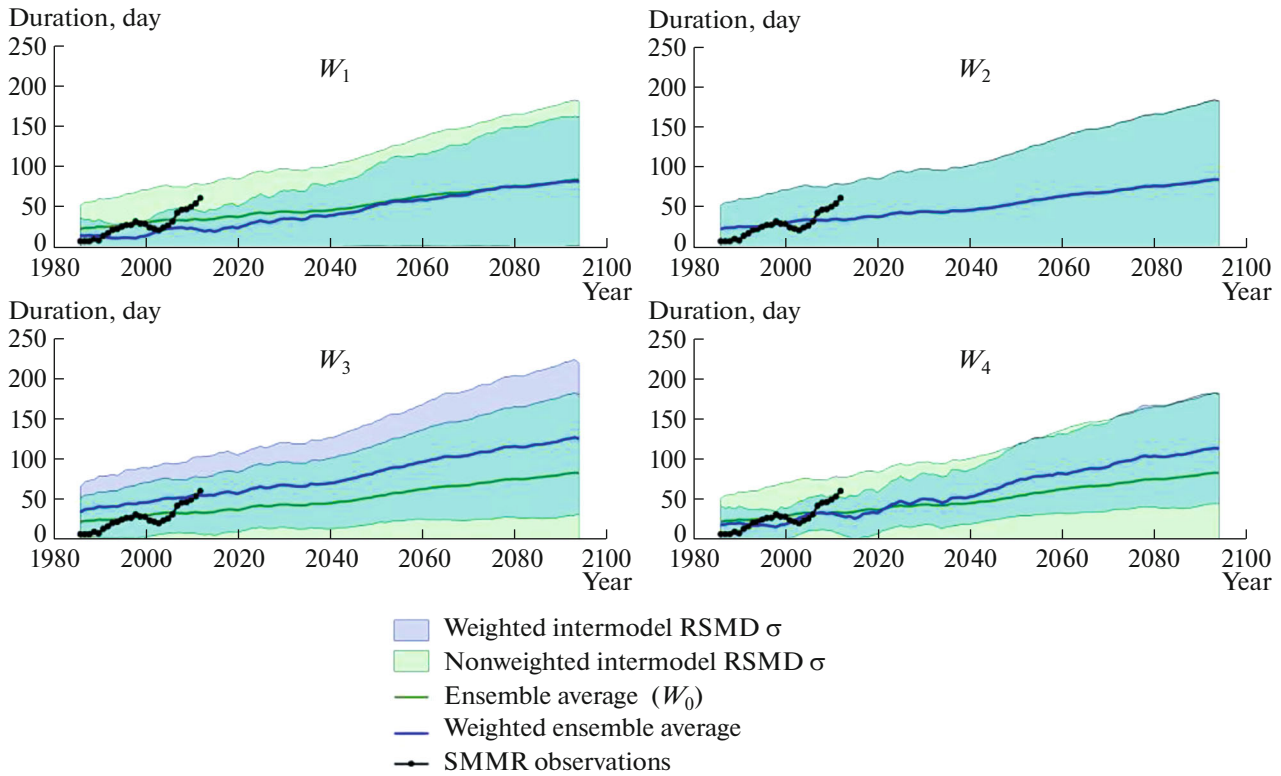 Duration, day
250
200
150
100
50
0
W1
1980 2000 2020 2040 2060 2080 2100
Year
Duration, day
250
200
150
100
50
0
W2
1980 2000 2020 2040 2060 2080 2100
Year
Duration, day
250
200
150
100
50
0
W3
1980 2000 2020 2040 2060 2080 2100
Year
Duration, day
250
200
150
100
50
0
W4
1980 2000 2020 2040 2060 2080 2100
Year
Weighted intermodel RSMD σ
Nonweighted intermodel RSMD σ
Ensemble average (W0)
Weighted ensemble average
SMMR observations